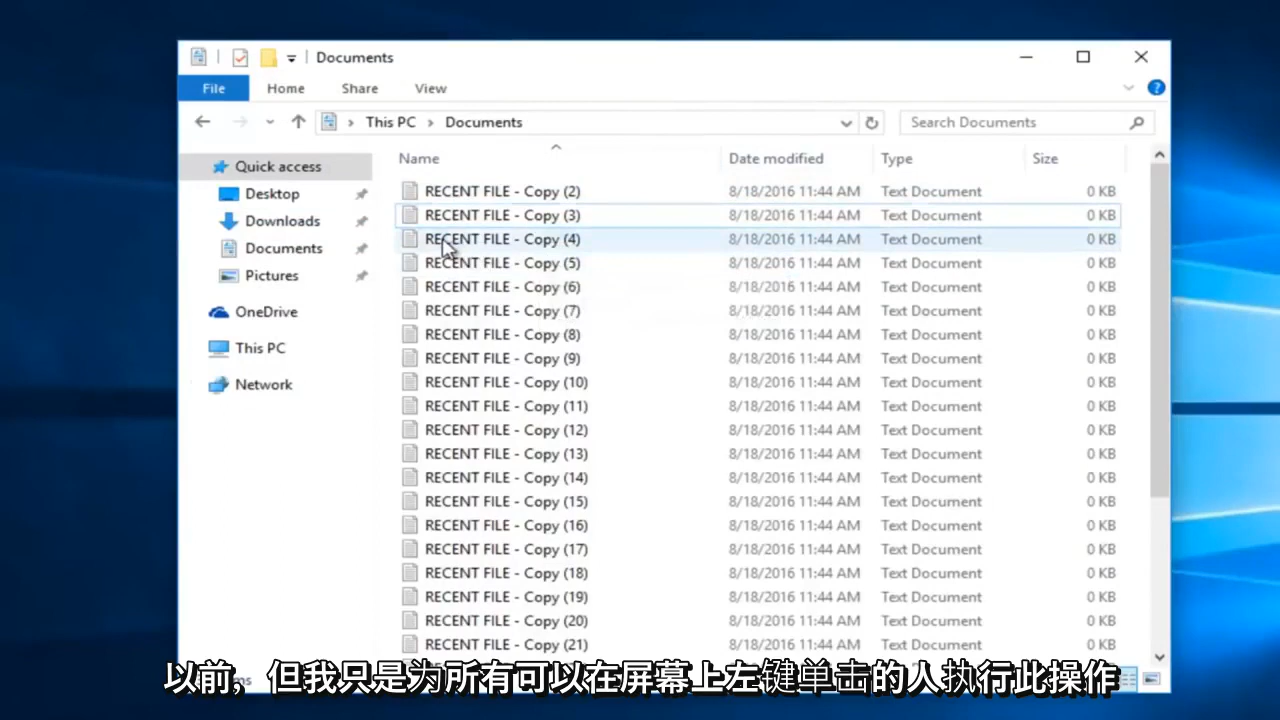 Documents
File Home Share View
This PC Documents Search Documents
Name Date modified Type Size
Quick access
Desktop
Downloads
Documents
Pictures
OneDrive
This PC
Network
RECENT FILE - Copy (2) 8/18/2016 11:44 AM Text Document 0 KB
RECENT FILE - Copy (3) 8/18/2016 11:44 AM Text Document 0 KB
RECENT FILE - Copy (4) 8/18/2016 11:44 AM Text Document 0 KB
RECENT FILE - Copy (5) 8/18/2016 11:44 AM Text Document 0 KB
RECENT FILE - Copy (6) 8/18/2016 11:44 AM Text Document 0 KB
RECENT FILE - Copy (7) 8/18/2016 11:44 AM Text Document 0 KB
RECENT FILE - Copy (8) 8/18/2016 11:44 AM Text Document 0 KB
RECENT FILE - Copy (9) 8/18/2016 11:44 AM Text Document 0 KB
RECENT FILE - Copy (10) 8/18/2016 11:44 AM Text Document 0 KB
RECENT FILE - Copy (11) 8/18/2016 11:44 AM Text Document 0 KB
RECENT FILE - Copy (12) 8/18/2016 11:44 AM Text Document 0 KB
RECENT FILE - Copy (13) 8/18/2016 11:44 AM Text Document 0 KB
RECENT FILE - Copy (14) 8/18/2016 11:44 AM Text Document 0 KB
RECENT FILE - Copy (15) 8/18/2016 11:44 AM Text Document 0 KB
RECENT FILE - Copy (16) 8/18/2016 11:44 AM Text Document 0 KB
RECENT FILE - Copy (17) 8/18/2016 11:44 AM Text Document 0 KB
RECENT FILE - Copy (18) 8/18/2016 11:44 AM Text Document 0 KB
RECENT FILE - Copy (19) 8/18/2016 11:44 AM Text Document 0 KB
RECENT FILE - Copy (20) 8/18/2016 11:44 AM Text Document 0 KB
RECENT FILE - Copy (21) 8/18/2016 11:44 AM Text Document 0 KB
以前，但我只是为所有可以在屏幕上左键单击的人执行此操作